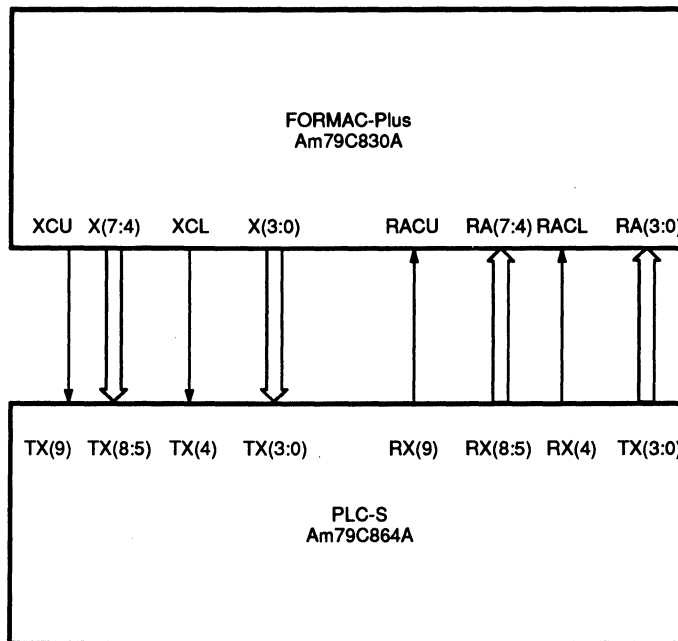 FORMAC-Plus
Am79C830A
XCU X(7:4) XCL X(3:0) RACU RA(7:4) RACL RA(3:0)
TX(9) TX(8:5) TX(4) TX(3:0) RX(9) RX(8:5) RX(4) TX(3:0)
PLC-S
Am79C864A